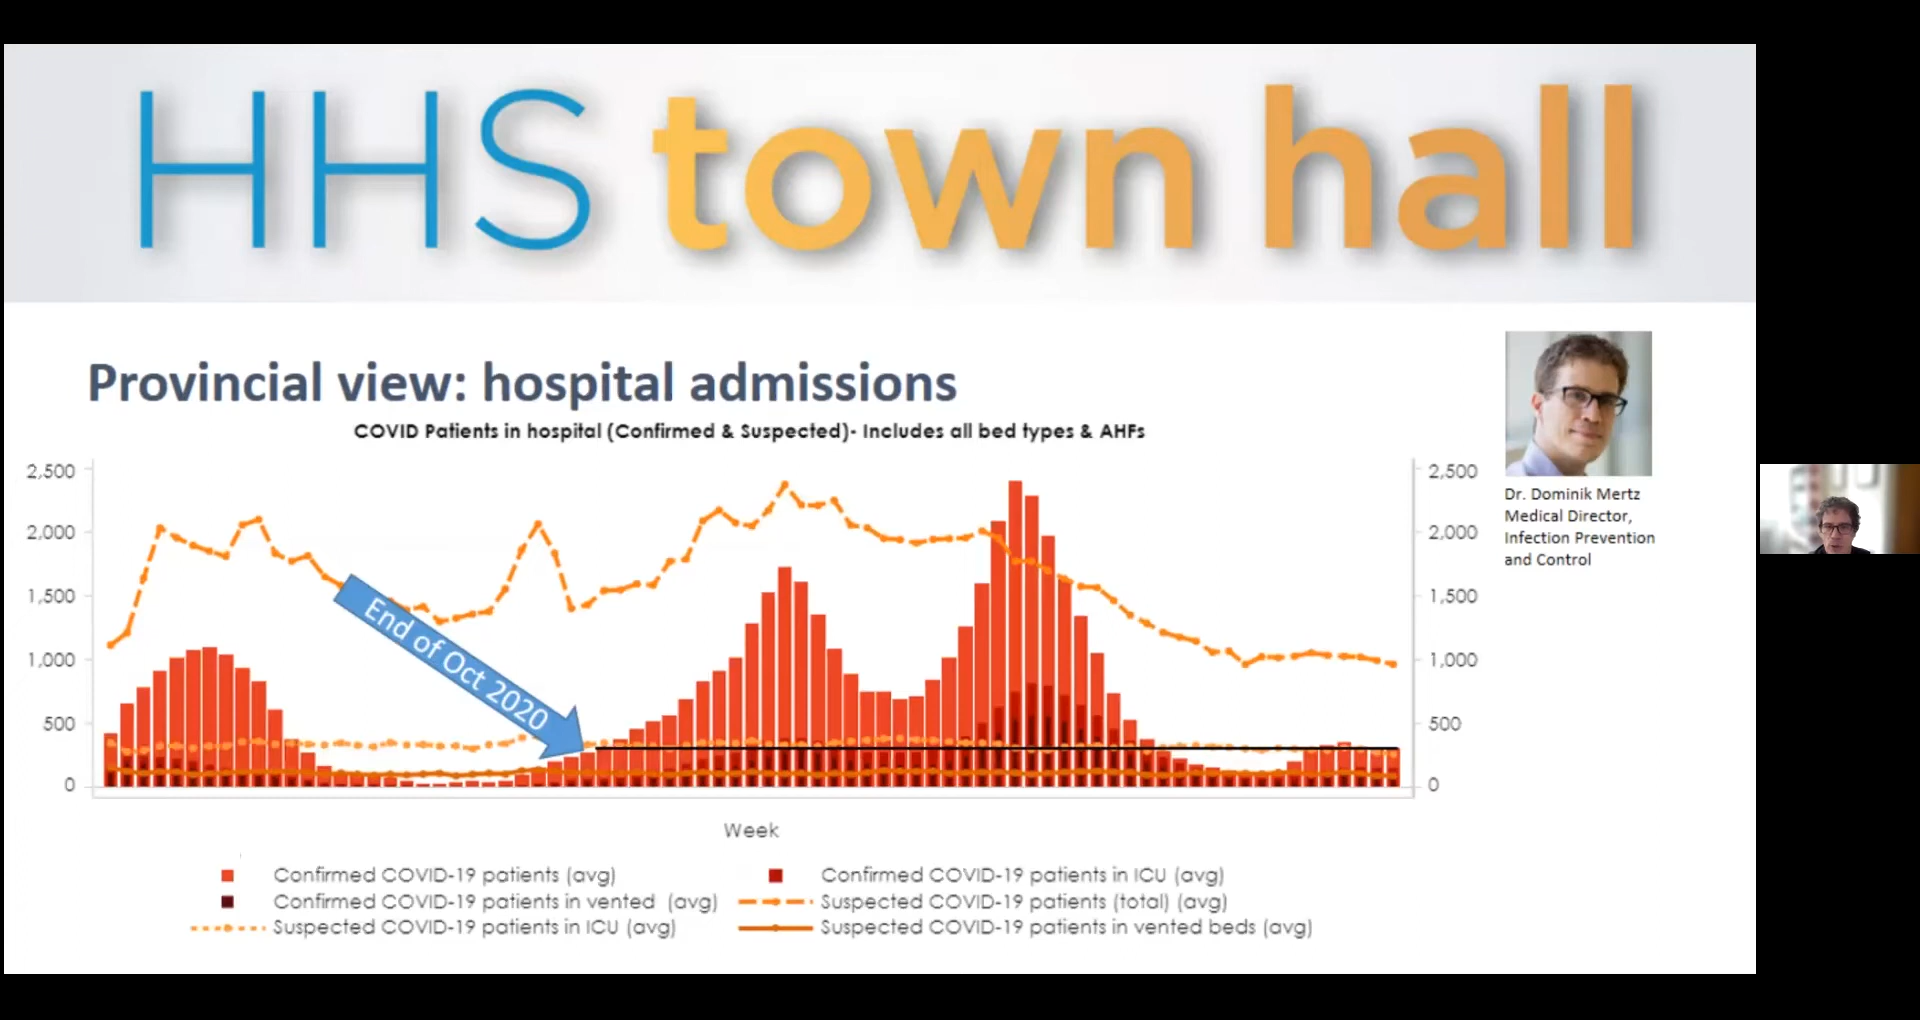 HHS town hall
Provincial view: hospital admissions
COVID Patients in hospital (Confirmed & Suspected)- Includes all bed types & AHFs
2,500
2,000
1,500
1,000
500
0
End of Oct 2020
2,500
2,000
1,500
1,000
500
0
Week
Confirmed COVID-19 patients (avg)
Confirmed COVID-19 patients in ICU (avg)
Confirmed COVID-19 patients in vented (avg)
Suspected COVID-19 patients (total) (avg)
Suspected COVID-19 patients in ICU (avg)
Suspected COVID-19 patients in vented beds (avg)
Dr. Dominik Mertz
Medical Director,
Infection Prevention
and Control